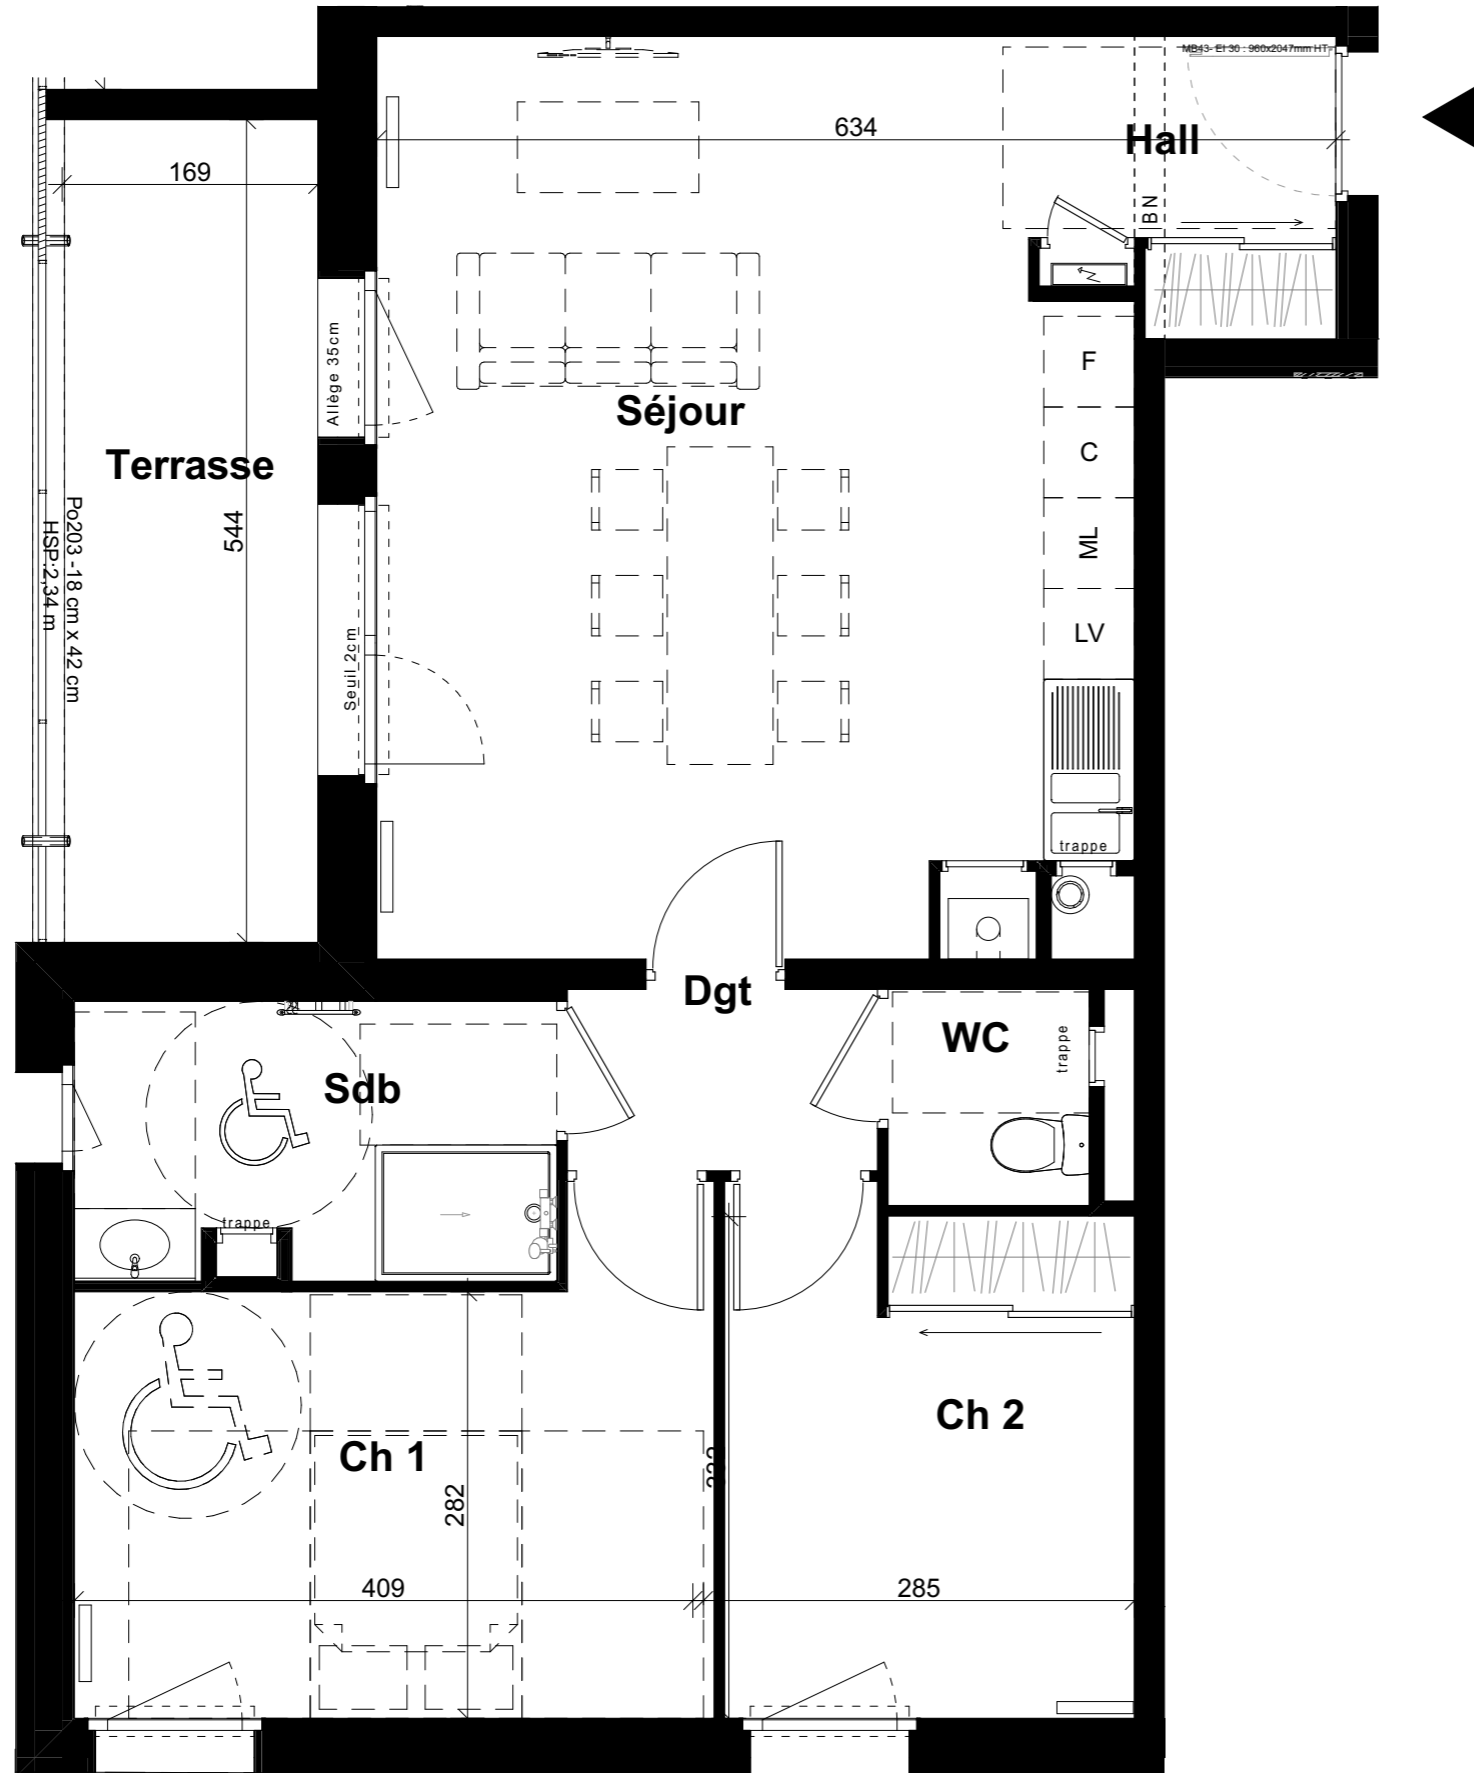 MB43- EI 30 : 960x2047mm HT
634
Hall
169
BN
Allège 35cm
F
Séjour
C
Terrasse
544
Po203 -18 cm x 42 cm
HSP:2,34 m
ML
LV
Seuil 2cm
trappe
Dgt
WC
trappe
Sdb
trappe
Ch 2
Ch 1
282
409
285